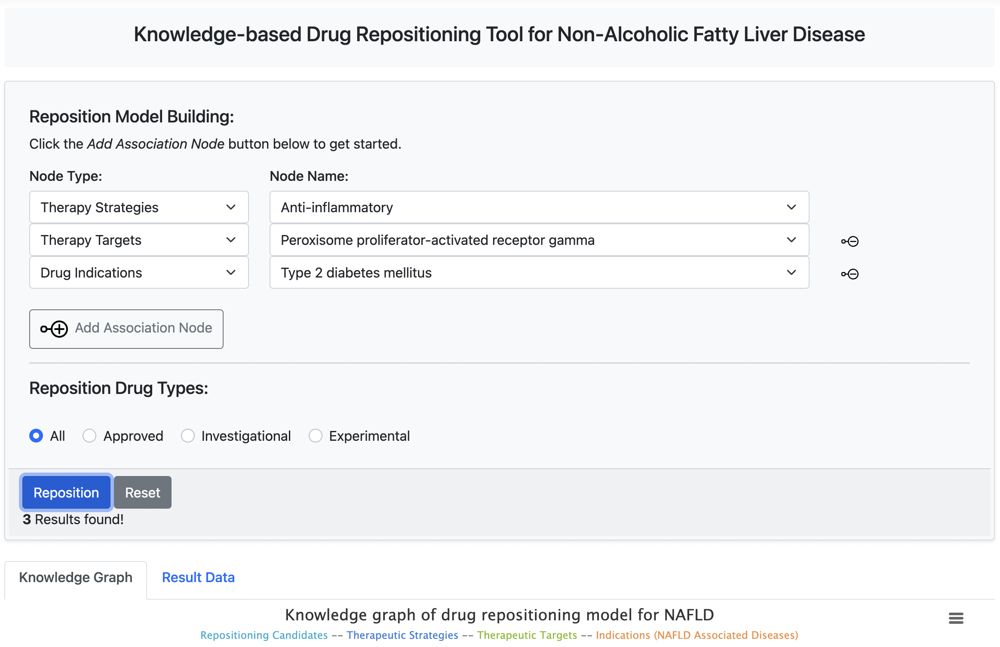 Knowledge-based Drug Repositioning Tool for Non-Alcoholic Fatty Liver Disease
Reposition Model Building:
Click the Add Association Node button below to get started.
Node Type: Node Name:
Therapy Strategies Anti-inflammatory
Therapy Targets Peroxisome proliferator-activated receptor gamma
Drug Indications Type 2 diabetes mellitus
Add Association Node
Reposition Drug Types:
All Approved Investigational Experimental
Reposition Reset
3 Results found!
Knowledge Graph Result Data
Knowledge graph of drug repositioning model for NAFLD
Repositioning Candidates -- Therapeutic Strategies -- Therapeutic Targets -- Indications (NAFLD Associated Diseases)